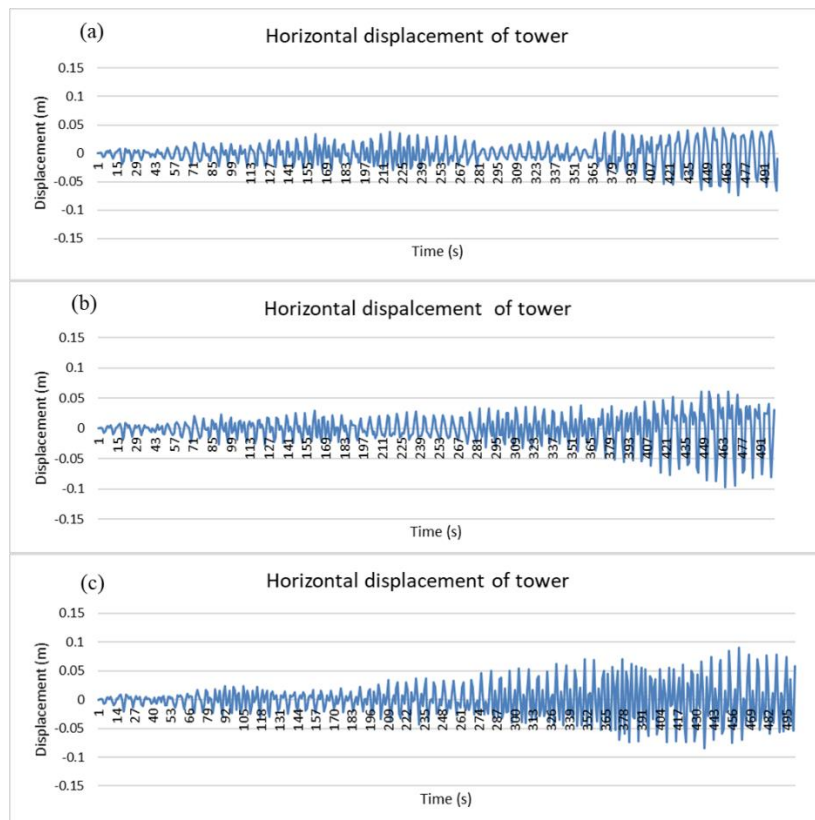 (a)
Horizontal displacement of tower
0.15
0.1
0.05
0
-0.05
-0.1
-0.15
Displacement (m)
1 15 29 43 57 71 85 99 113 127 141 155 169 183 197 211 225 239 253 267 281 295 309 323 337 351 365 379 393 407 421 435 449 463 477 491
Time (s)
(b)
Horizontal dispalcement of tower
0.15
0.1
0.05
0
-0.05
-0.1
-0.15
Displacement (m)
1 15 29 43 57 71 85 99 113 127 141 155 169 183 197 211 225 239 253 267 281 295 309 323 337 351 365 379 393 407 421 435 449 463 477 491
Time (s)
(c)
Horizontal displacement of tower
0.15
0.1
0.05
0
-0.05
-0.1
-0.15
Displacement (m)
1 14 27 40 53 66 79 92 105 118 131 144 157 170 183 196 209 222 235 248 261 274 287 300 313 326 339 352 365 378 391 404 417 430 443 456 469 482 495
Time (s)